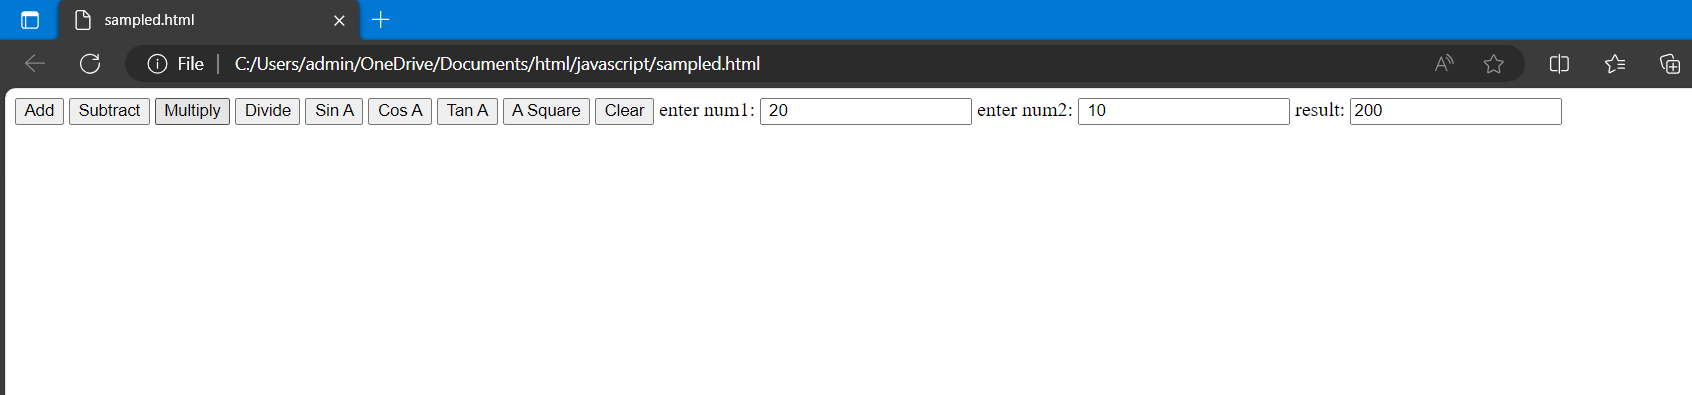 sampled.html
File C:/Users/admin/OneDrive/Documents/html/javascript/sampled.html A
Add Subtract Multiply Divide Sin A Cos A Tan A A Square Clear enter num1: 20 enter num2: 10 result: 200